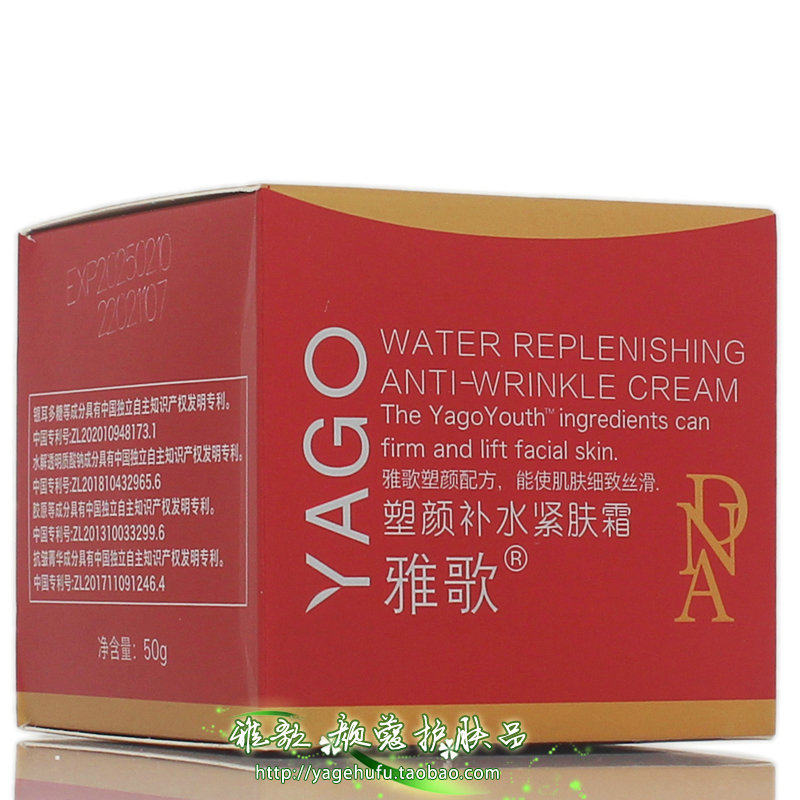 EXP20250210
22021107
银耳多糖等成分具有中国独立自主知识产权发明专利。
中国专利号:ZL202010948173.1
水解透明质酸钠成分具有中国独立自主知识产权发明专利。
中国专利号:ZL201810432965.6
胶原等成分具有中国独立自主知识产权发明专利。
中国专利号:ZL201310033299.6
抗皱菁华成分具有中国独立自主知识产权发明专利。
中国专利号:ZL201711091246.4
净含量: 50g
YAGO
WATER REPLENISHING
ANTI-WRINKLE CREAM
The YagoYouth™ ingredients can
firm and lift facial skin.
雅歌塑颜配方，能使肌肤细致丝滑.
塑颜补水紧肤霜
雅歌®
DNA
雅歌 靓蔻护肤品
http://yagehufu.taobao.com